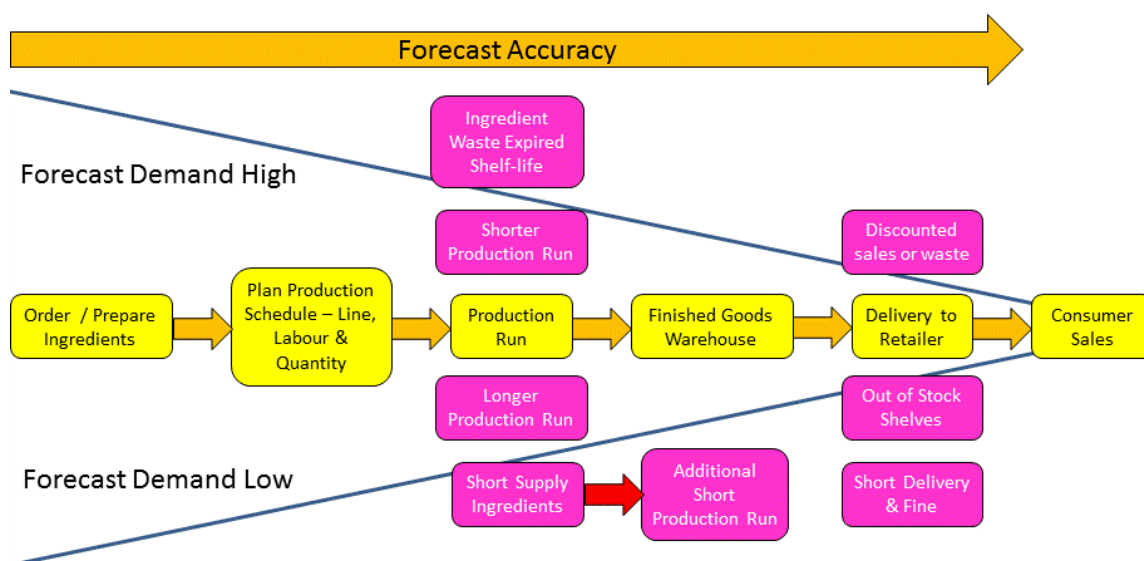 Forecast Accuracy
Ingredient
Waste Expired
Shelf-life
Forecast Demand High
Shorter
Production Run
Discounted
sales or waste
Order / Prepare
Ingredients
Plan Production
Schedule – Line,
Labour &
Quantity
Production
Run
Finished Goods
Warehouse
Delivery to
Retailer
Consumer
Sales
Longer
Production Run
Out of Stock
Shelves
Forecast Demand Low
Short Supply
Ingredients
Additional
Short
Production Run
Short Delivery
& Fine